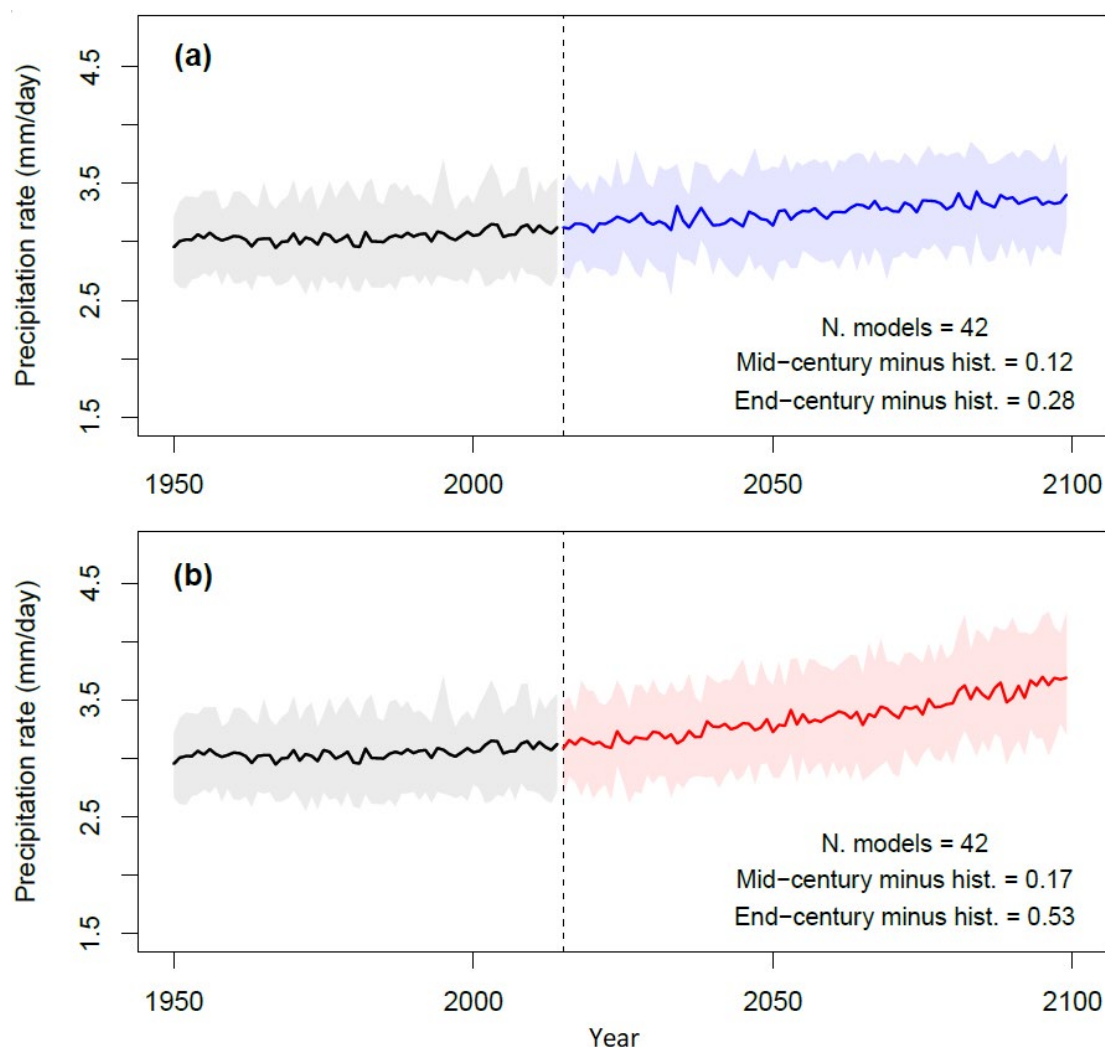 (a)
Precipitation rate (mm/day)
4.5
3.5
2.5
1.5
N. models = 42
Mid−century minus hist. = 0.12
End−century minus hist. = 0.28
1950 2000 2050 2100
(b)
Precipitation rate (mm/day)
4.5
3.5
2.5
1.5
N. models = 42
Mid−century minus hist. = 0.17
End−century minus hist. = 0.53
1950 2000 2050 2100
Year